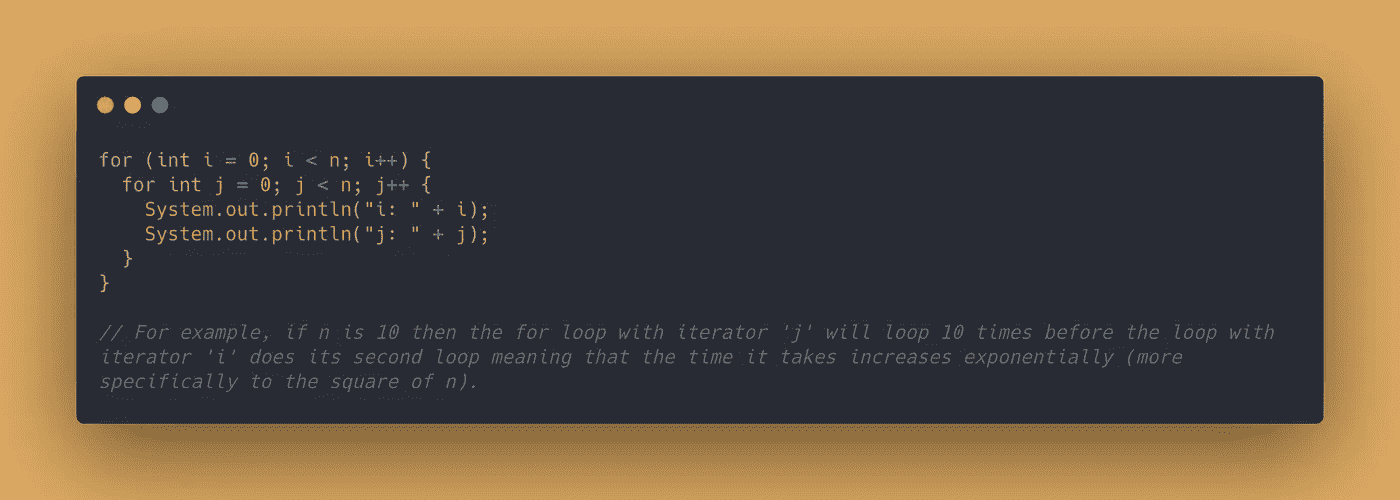 for (int i = 0; i < n; i++) {
  for int j = 0; j < n; j++ {
    System.out.println("i: " + i);
    System.out.println("j: " + j);
  }
}
// For example, if n is 10 then the for loop with iterator 'j' will loop 10 times before the loop with
iterator 'i' does its second loop meaning that the time it takes increases exponentially (more
specifically to the square of n).